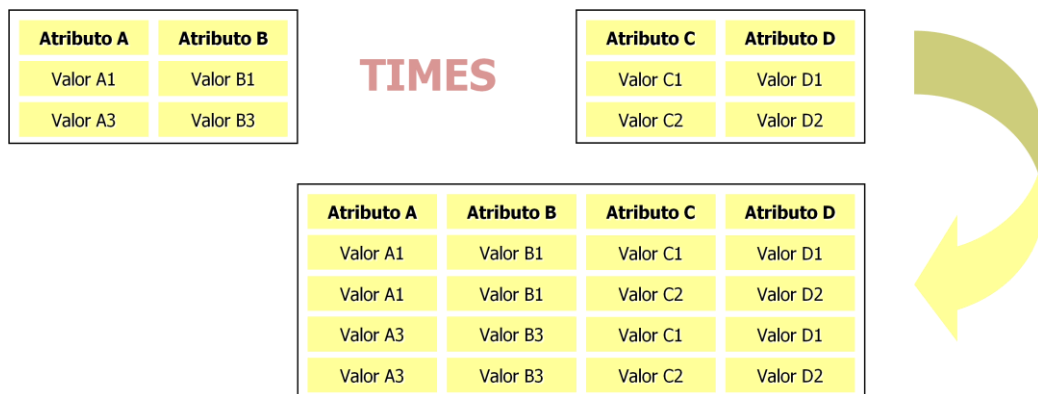 Atributo A Atributo B
Valor A1 Valor B1
Valor A3 Valor B3
TIMES
Atributo C Atributo D
Valor C1 Valor D1
Valor C2 Valor D2
Atributo A Atributo B Atributo C Atributo D
Valor A1 Valor B1 Valor C1 Valor D1
Valor A1 Valor B1 Valor C2 Valor D2
Valor A3 Valor B3 Valor C1 Valor D1
Valor A3 Valor B3 Valor C2 Valor D2